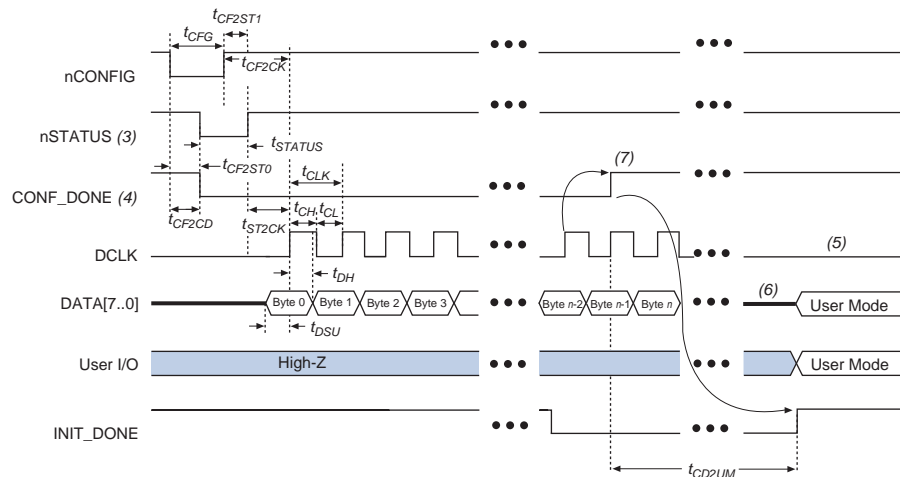 tCF2ST1
tCFG
tCF2CK
nCONFIG
nSTATUS (3)
tSTATUS
tCF2ST0
tCLK
(7)
CONF_DONE (4)
tCF2CD
tST2CK
tCH
tCL
DCLK
(5)
tDH
DATA[7..0]
Byte 0
Byte 1
Byte 2
Byte 3
Byte n-2
Byte n-1
Byte n
(6)
User Mode
tDSU
User I/O
High-Z
User Mode
INIT_DONE
tCD2UM